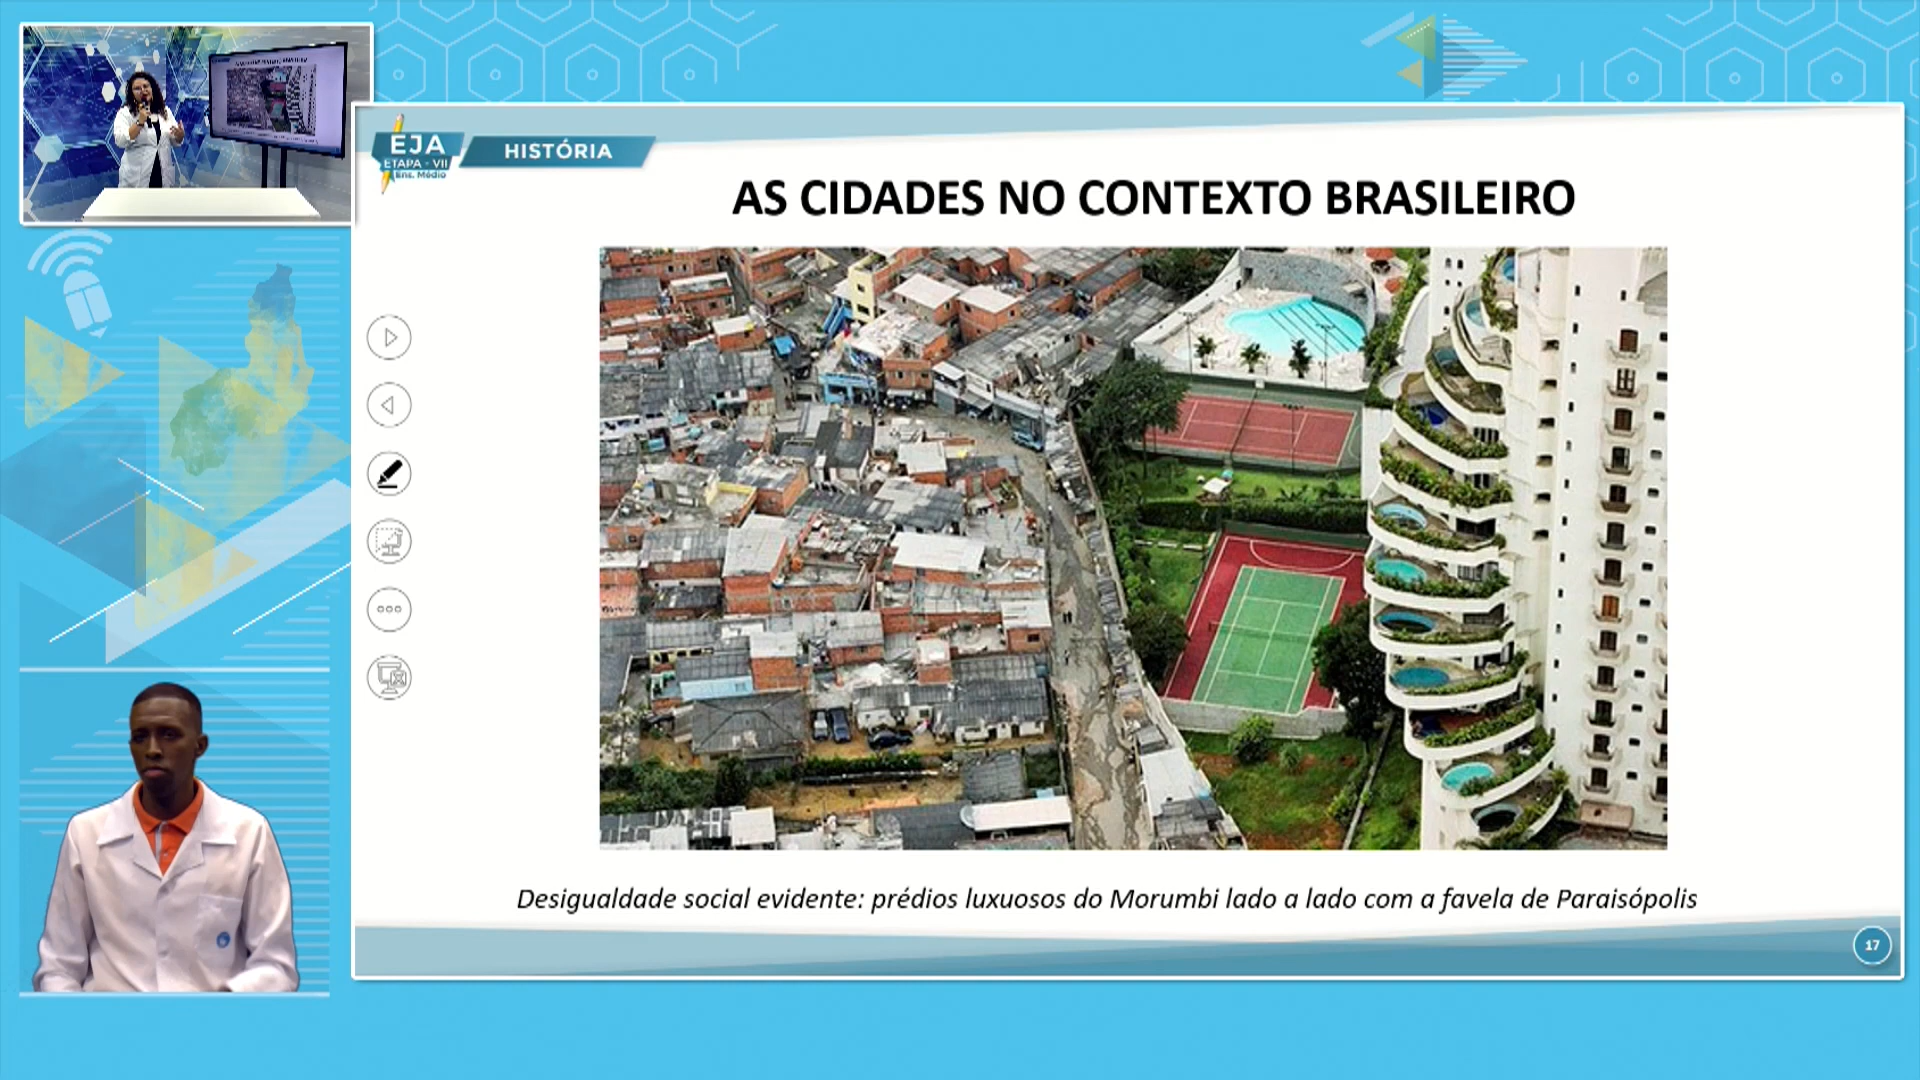 EJA
ETAPA - VII
Ens. Médio
HISTÓRIA
AS CIDADES NO CONTEXTO BRASILEIRO
Desigualdade social evidente: prédios luxuosos do Morumbi lado a lado com a favela de Paraisópolis
17